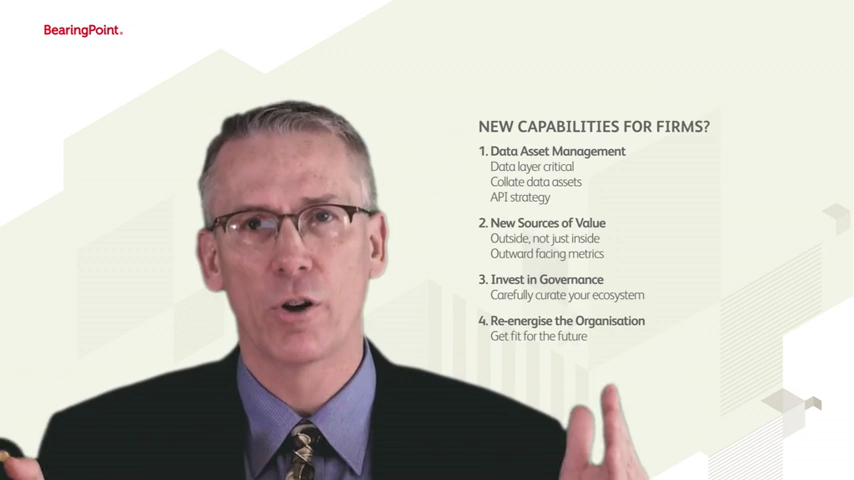 BearingPoint.
NEW CAPABILITIES FOR FIRMS?
1. Data Asset Management
Data layer critical
Collate data assets
API strategy
2. New Sources of Value
Outside, not just inside
Outward facing metrics
3. Invest in Governance
Carefully curate your ecosystem
4. Re-energise the Organisation
Get fit for the future